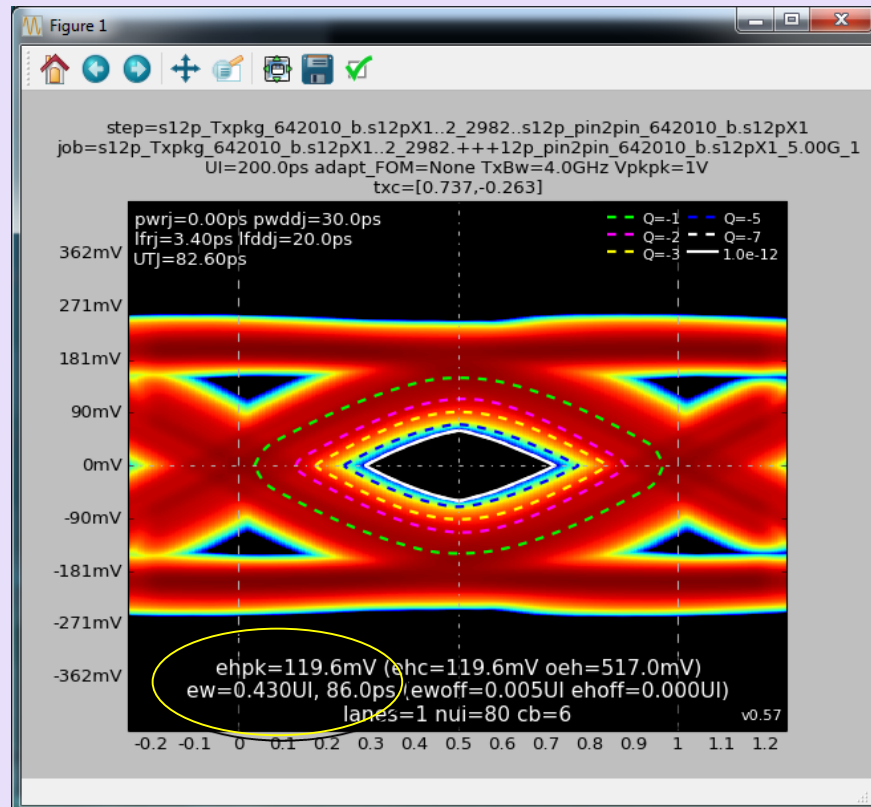 Figure 1
step=s12p_Txpkg_642010_b.s12pX1..2_2982..s12p_pin2pin_642010_b.s12pX1
job=s12p_Txpkg_642010_b.s12pX1..2_2982.+++12p_pin2pin_642010_b.s12pX1_5.00G_1
UI=200.0ps adapt_FOM=None TxBw=4.0GHz Vpkpk=1V
txc=[0.737,-0.263]
pwrj=0.00ps pwddj=30.0ps
lfrj=3.40ps lfddj=20.0ps
UTJ=82.60ps
Q=-1 Q=-5
Q=-2 Q=-7
Q=-3 1.0e-12
362mV
271mV
181mV
90mV
0mV
-90mV
-181mV
-271mV
-362mV
ehpk=119.6mV (ehc=119.6mV oeh=517.0mV)
ew=0.430UI, 86.0ps (ewoff=0.005UI ehoff=0.000UI)
lanes=1 nui=80 cb=6
v0.57
-0.2 -0.1 0 0.1 0.2 0.3 0.4 0.5 0.6 0.7 0.8 0.9 1 1.1 1.2